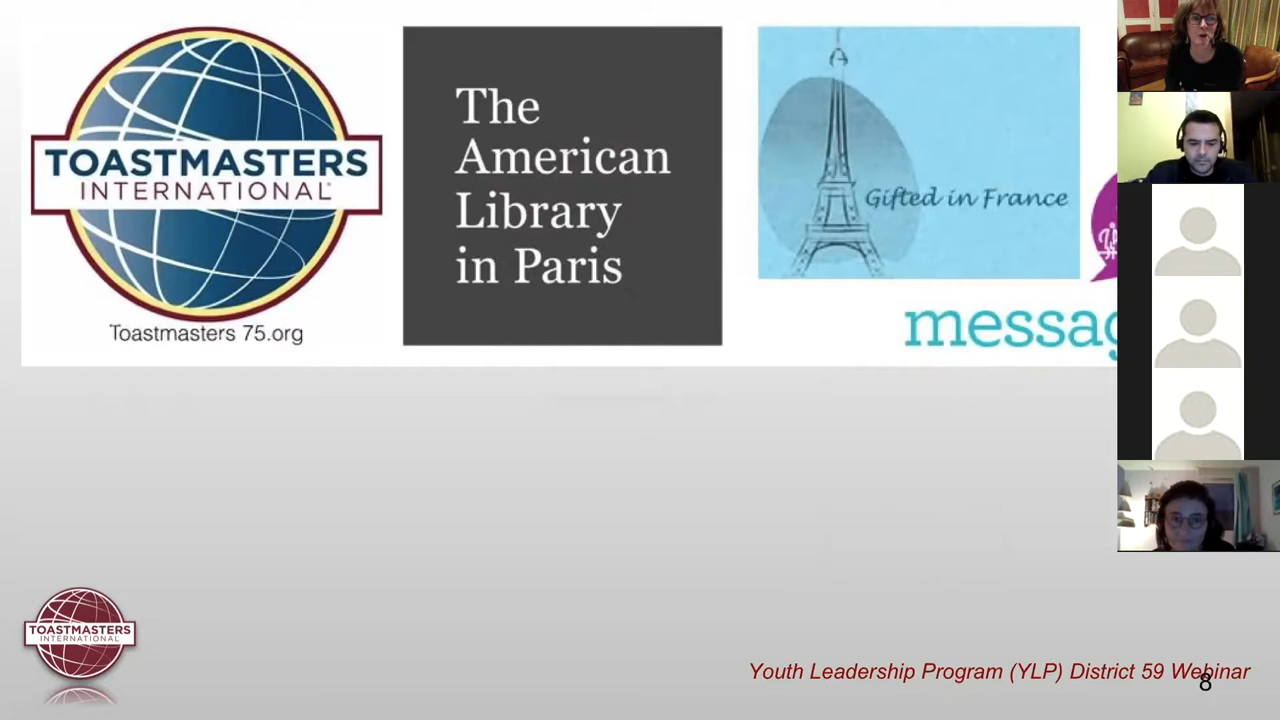 TOASTMASTERS
INTERNATIONAL
Toastmasters 75.org
The
American
Library
in Paris
Gifted in France
messag
TOASTMASTERS
INTERNATIONAL
Youth Leadership Program (YLP) District 59 Webinar
8